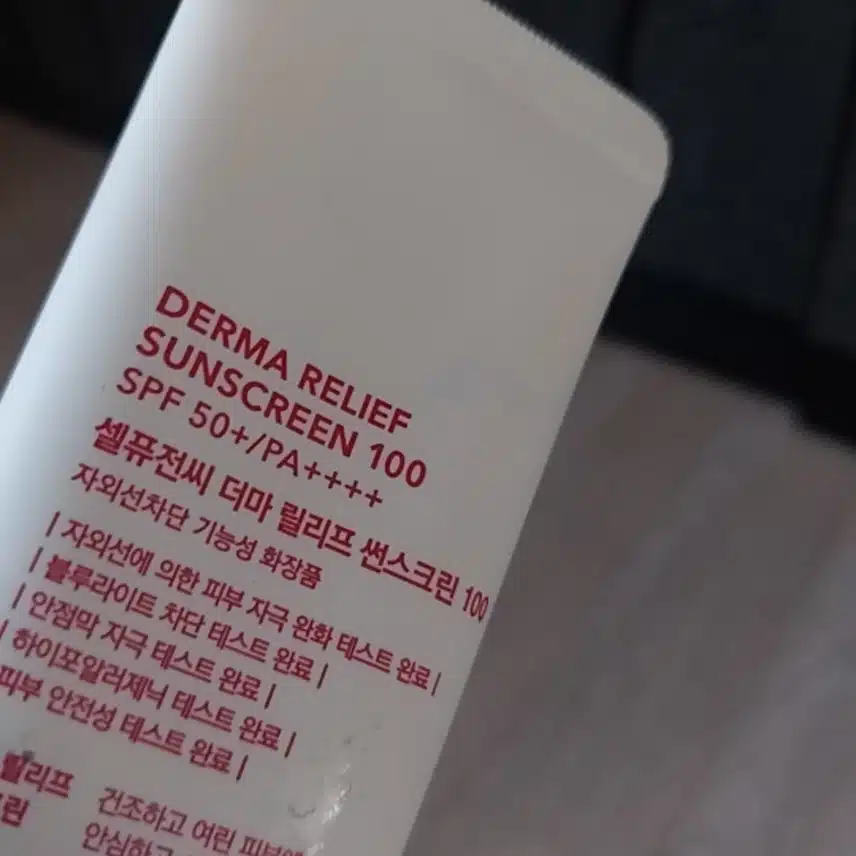 DERMA RELIEF
SUNSCREEN 100
SPF 50+/PA++++
셀퓨전씨 더마 릴리프 썬스크린 100
자외선차단 기능성 화장품
| 자외선에 의한 피부 자극 완화 테스트 완료 |
| 블루라이트 차단 테스트 완료 |
| 안점막 자극 테스트 완료 |
| 하이포알러제닉 테스트 완료 |
피부 안전성 테스트 완료 |
릴리프 건조하고 여린 피부에
안심하고